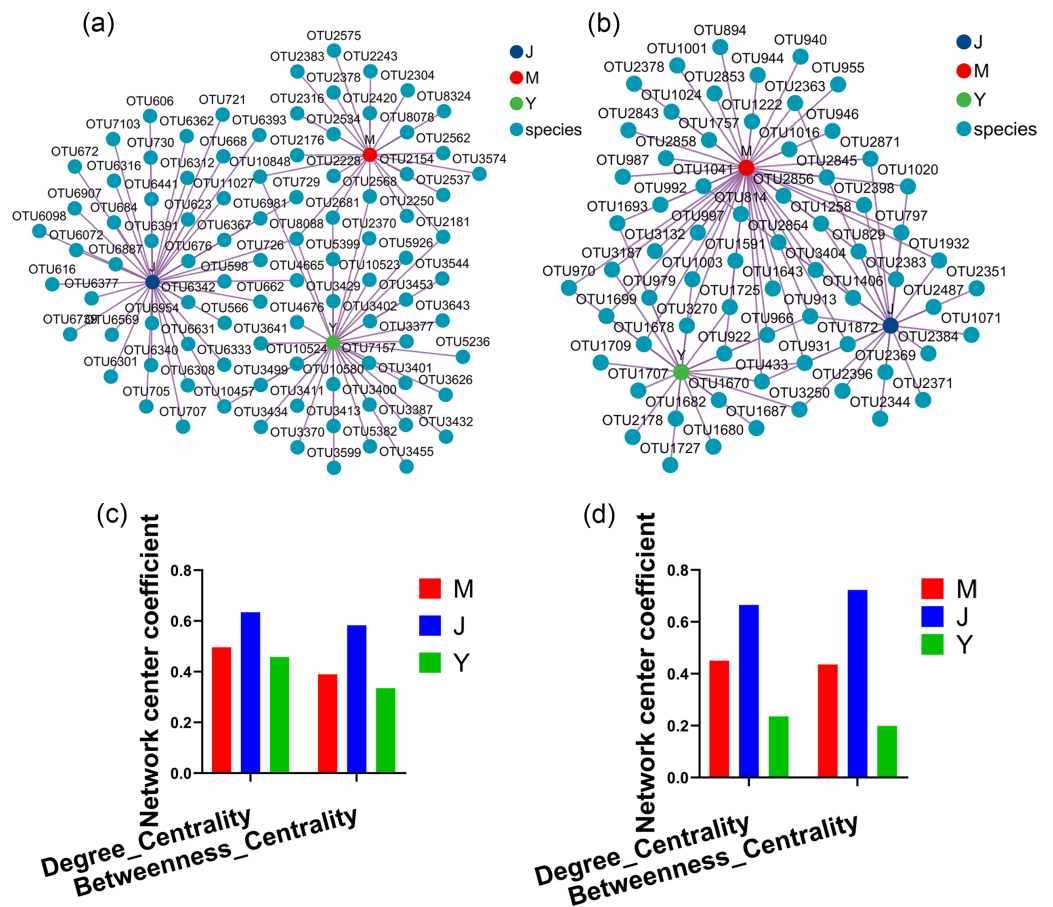 (a)
OTU2575
OTU2383 OTU2243
OTU2378 OTU2304
OTU606 OTU721 OTU2316 OTU2420 OTU8324
OTU7103 OTU6362 OTU6393 OTU2534 OTU8078
OTU730 OTU668 OTU2176 M OTU2562
OTU672 OTU6316 OTU6312 OTU10848 OTU2228 OTU2154 OTU3574
OTU6907 OTU6441 OTU11027 OTU729 OTU2568 OTU2537
OTU6098 OTU684 OTU623 OTU6981 OTU2681 OTU2250
OTU6072 OTU6391 OTU6367 OTU8068 OTU2370 OTU2181
OTU6887 OTU676 OTU726 OTU5399 OTU5926
OTU616 J OTU598 OTU4665 OTU10523 OTU3544
OTU6377 OTU6342 OTU662 OTU3429 OTU3453
OTU6954 OTU566 OTU4676 OTU3402 OTU3643
OTU6739 OTU6569 OTU6631 OTU3641 Y OTU3377
OTU6340 OTU6333 OTU10524 OTU7157 OTU5236
OTU6301 OTU6308 OTU3499 OTU10580 OTU3401
OTU705 OTU10457 OTU3411 OTU3400 OTU3626
OTU707 OTU3434 OTU3413 OTU3387
OTU3370 OTU5382 OTU3432
OTU3599 OTU3455
J
M
Y
species
(b)
OTU894
OTU1001 OTU944 OTU940
OTU2378 OTU2853 OTU955
OTU1024 OTU1222 OTU2363
OTU2843 OTU1757 OTU946
OTU2858 M OTU1016 OTU2871
OTU987 OTU1041 OTU2845 OTU1020
OTU992 OTU2856 OTU2398
OTU1693 OTU814 OTU1258 OTU797
OTU997 OTU2854 OTU829
OTU3187 OTU3132 OTU1591 OTU3404 OTU1932
OTU970 OTU1003 OTU1643 OTU2383 OTU2351
OTU979 OTU1725 OTU1406 OTU2487
OTU1699 OTU3270 OTU913 J OTU1071
OTU1678 OTU922 OTU966 OTU1872 OTU2384
OTU1709 Y OTU931 OTU2369
OTU1707 OTU1670 OTU433 OTU2396 OTU2371
OTU1682 OTU3250 OTU2344
OTU2178 OTU1687
OTU1727 OTU1680
J
M
Y
species
(c)
Network center coefficient
0.8
0.6
0.4
0.2
0.0
Degree_Centrality
Betweenness_Centrality
M
J
Y
(d)
Network center coefficient
0.8
0.6
0.4
0.2
0.0
Degree_Centrality
Betweenness_Centrality
M
J
Y